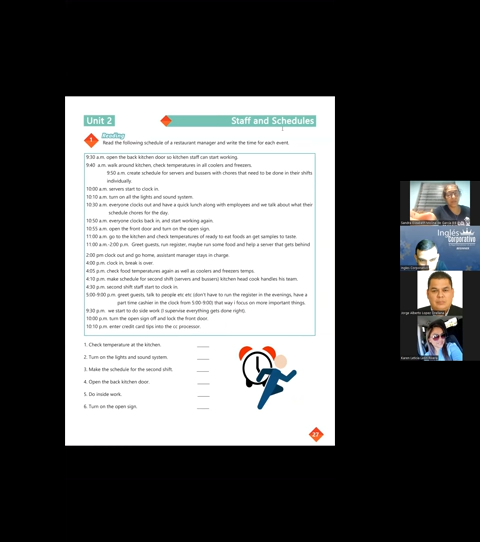 Unit 2
Staff and Schedules
Reading
1
Read the following schedule of a restaurant manager and write the time for each event.
9:30 a.m. open the back kitchen door so kitchen staff can start working.
9:40 a.m. walk around kitchen, check temperatures in all coolers and freezers.
9:50 a.m. create schedule for servers and bussers with chores that need to be done in their shifts
individually.
10:00 a.m. servers start to clock in.
10:10 a.m. turn on all the lights and sound system.
10:30 a.m. everyone clocks out and have a quick lunch along with employees and we talk about what their
schedule chores for the day.
10:50 a.m. everyone clocks back in, and start working again.
10:55 a.m. open the front door and turn on the open sign.
11:00 a.m. go to the kitchen and check temperatures of ready to eat foods an get samples to taste.
11:00 a.m.-2:00 p.m. Greet guests, run register, maybe run some food and help a server that gets behind
2:00 pm clock out and go home, assistant manager stays in charge.
4:00 p.m. clock in, break is over.
4:05 p.m. check food temperatures again as well as coolers and freezers temps.
4:10 p.m. make schedule for second shift (servers and bussers) kitchen head cook handles his team.
4:30 p.m. second shift staff start to clock in.
5:00-9:00 p.m. greet guests, talk to people etc etc (don't have to run the register in the evenings, have a
part time cashier in the clock from 5:00-9:00) that way I focus on more important things.
9:30 p.m. we start to do side work (I supervise everything gets done right).
10:00 p.m. turn the open sign off and lock the front door.
10:10 p.m. enter credit card tips into the cc processor.
1. Check temperature at the kitchen.
2. Turn on the lights and sound system.
3. Make the schedule for the second shift.
4. Open the back kitchen door.
5. Do inside work.
6. Turn on the open sign.
27
Inglés
Corporativo